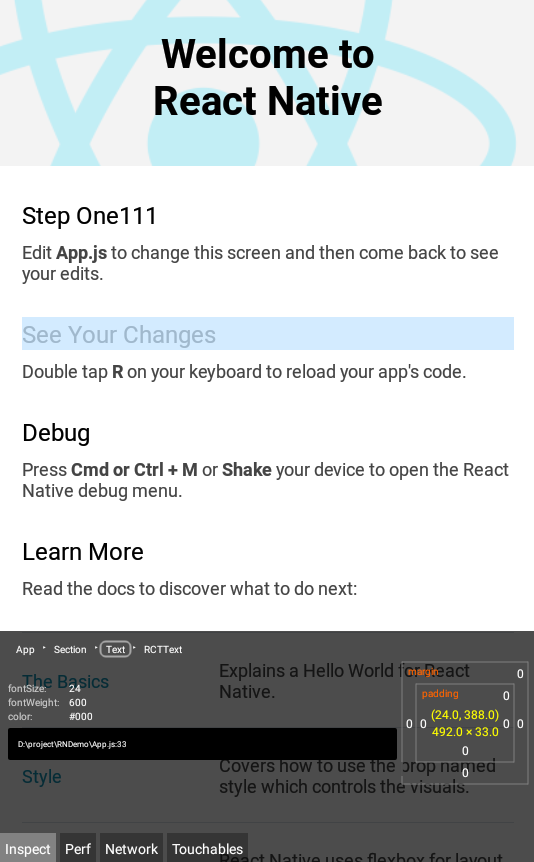 Welcome to
React Native
Step One111
Edit App.js to change this screen and then come back to see
your edits.
See Your Changes
Double tap R on your keyboard to reload your app's code.
Debug
Press Cmd or Ctrl + M or Shake your device to open the React
Native debug menu.
Learn More
Read the docs to discover what to do next:
App ▸ Section ▸ Text ▸ RCTText
The Basics
Explains a Hello World for React
Native.
fontSize: 24
fontWeight: 600
color: #000
D:\project\RNDemo\App.js:33
margin
0
padding
0
0 0 (24.0, 388.0) 0 0
492.0 × 33.0
0
0
Style
Covers how to use the prop named
style which controls the visuals.
React Native uses flexbox for layout
Inspect Perf Network Touchables